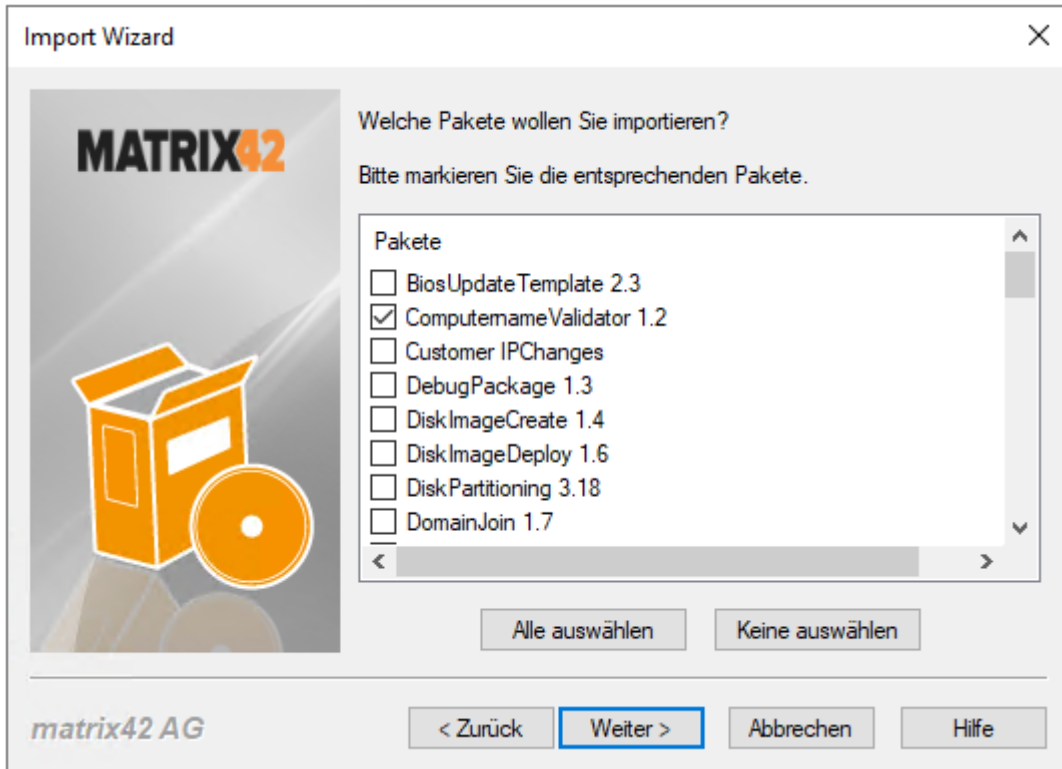 Import Wizard
MATRIX42
Welche Pakete wollen Sie importieren?
Bitte markieren Sie die entsprechenden Pakete.
Pakete
BiosUpdateTemplate 2.3
ComputernameValidator 1.2
Customer IPChanges
DebugPackage 1.3
DiskImageCreate 1.4
DiskImageDeploy 1.6
DiskPartitioning 3.18
DomainJoin 1.7
Alle auswählen Keine auswählen
matrix42 AG < Zurück Weiter > Abbrechen Hilfe